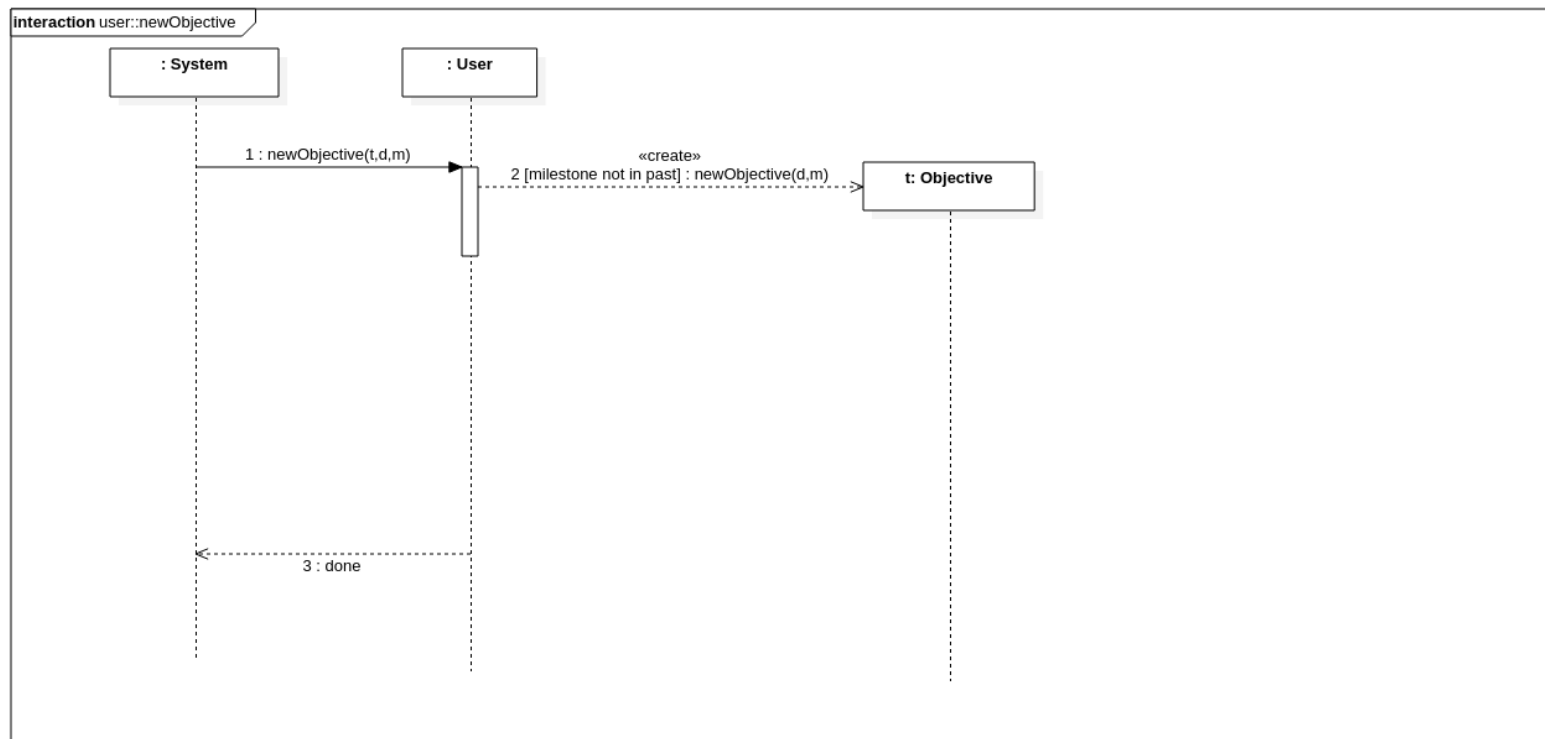 interaction user::newObjective
: System
: User
1 : newObjective(t,d,m)
«create»
2 [milestone not in past] : newObjective(d,m)
t: Objective
3 : done